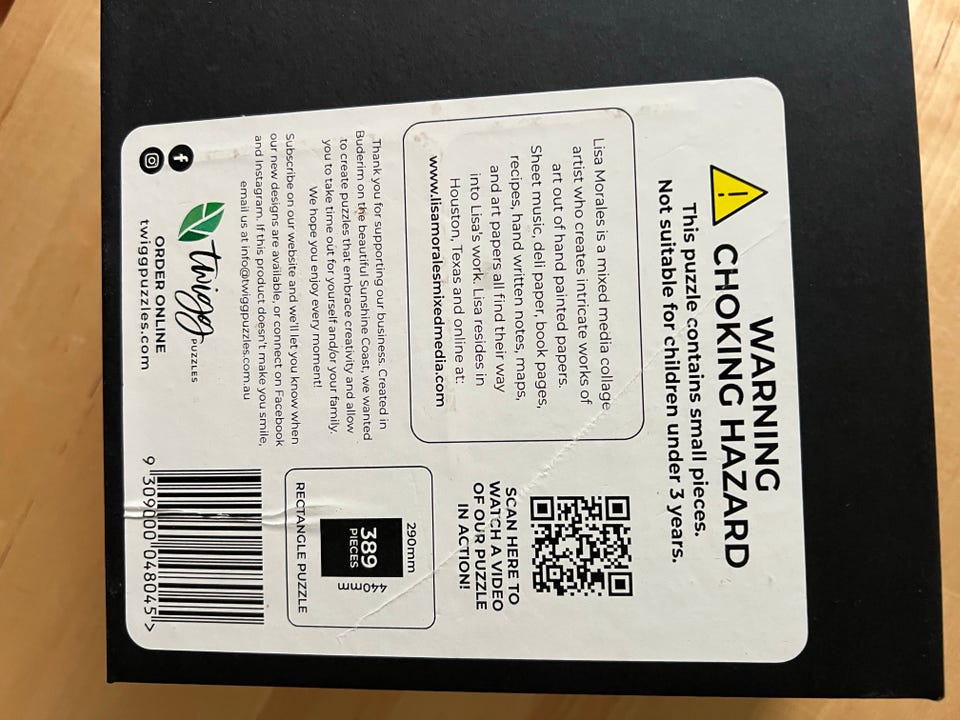 WARNING
CHOKING HAZARD
This puzzle contains small pieces.
Not suitable for children under 3 years.
Lisa Morales is a mixed media collage
artist who creates intricate works of
art out of hand painted papers.
Sheet music, deli paper, book pages,
recipes, hand written notes, maps,
and art papers all find their way
into Lisa's work. Lisa resides in
Houston, Texas and online at:
www.lisamoralesmixedmedia.com
SCAN HERE TO
WATCH A VIDEO
OF OUR PUZZLE
IN ACTION!
Thank you for supporting our business. Created in
Buderim on the beautiful Sunshine Coast, we wanted
to create puzzles that embrace creativity and allow
you to take time out for yourself and/or your family.
We hope you enjoy every moment!
Subscribe on our website and we'll let you know when
our new designs are available, or connect on Facebook
and Instagram. If this product doesn't make you smile,
email us at info@twiggpuzzles.com.au
290mm
440mm
389
PIECES
RECTANGLE PUZZLE
twigg
PUZZLES
ORDER ONLINE
twiggpuzzles.com
9 309000 048045 >